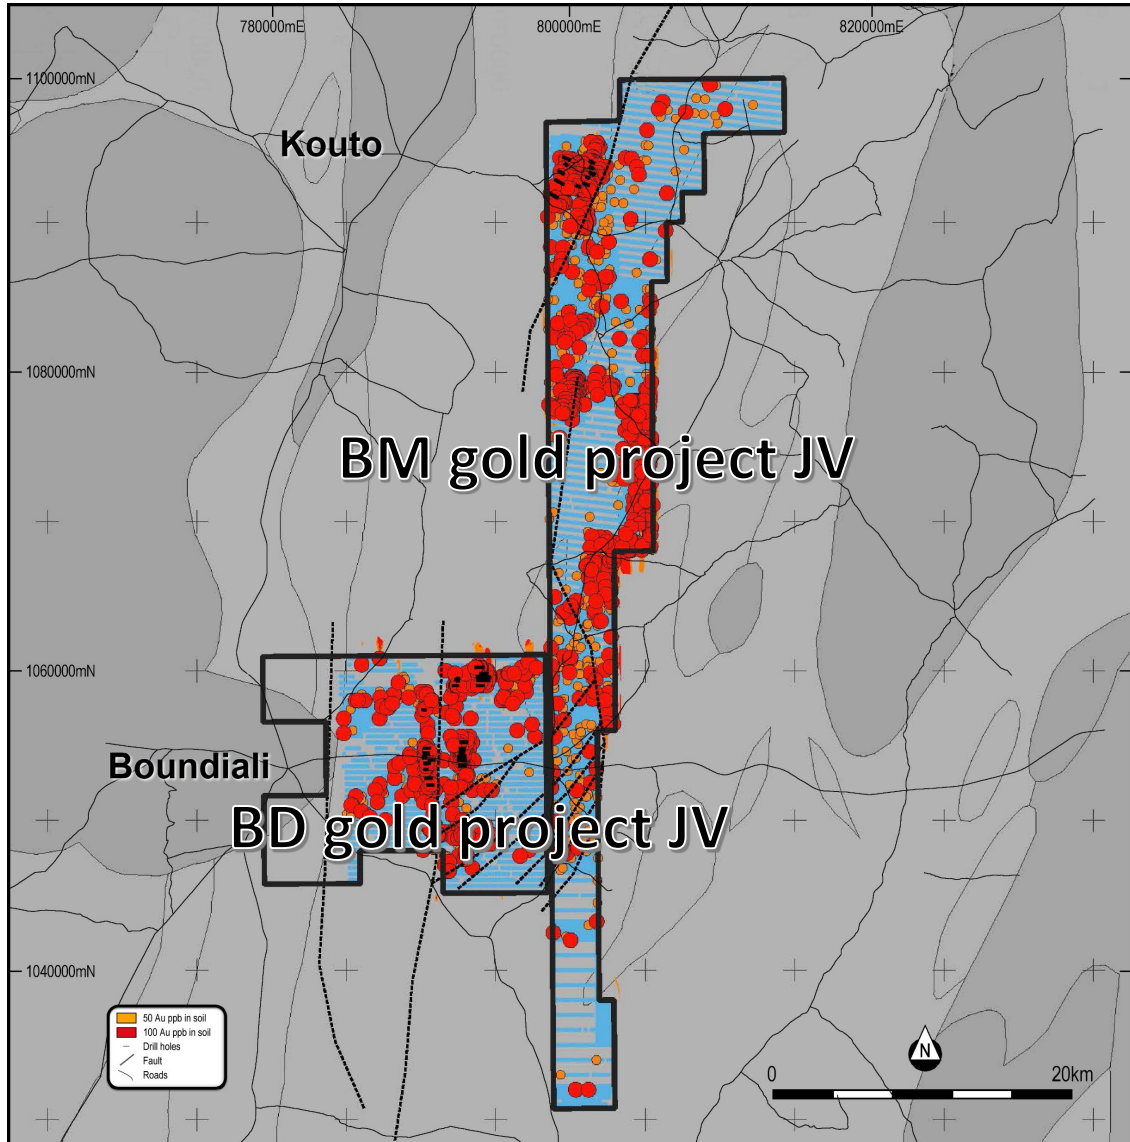 780000mE
800000mE
820000mE
1100000mN
Kouto
1080000mN
BM gold project JV
1060000mN
Boundiali
BD gold project JV
1040000mN
50 Au ppb in soil
100 Au ppb in soil
Drill holes
Fault
Roads
N
0
20km